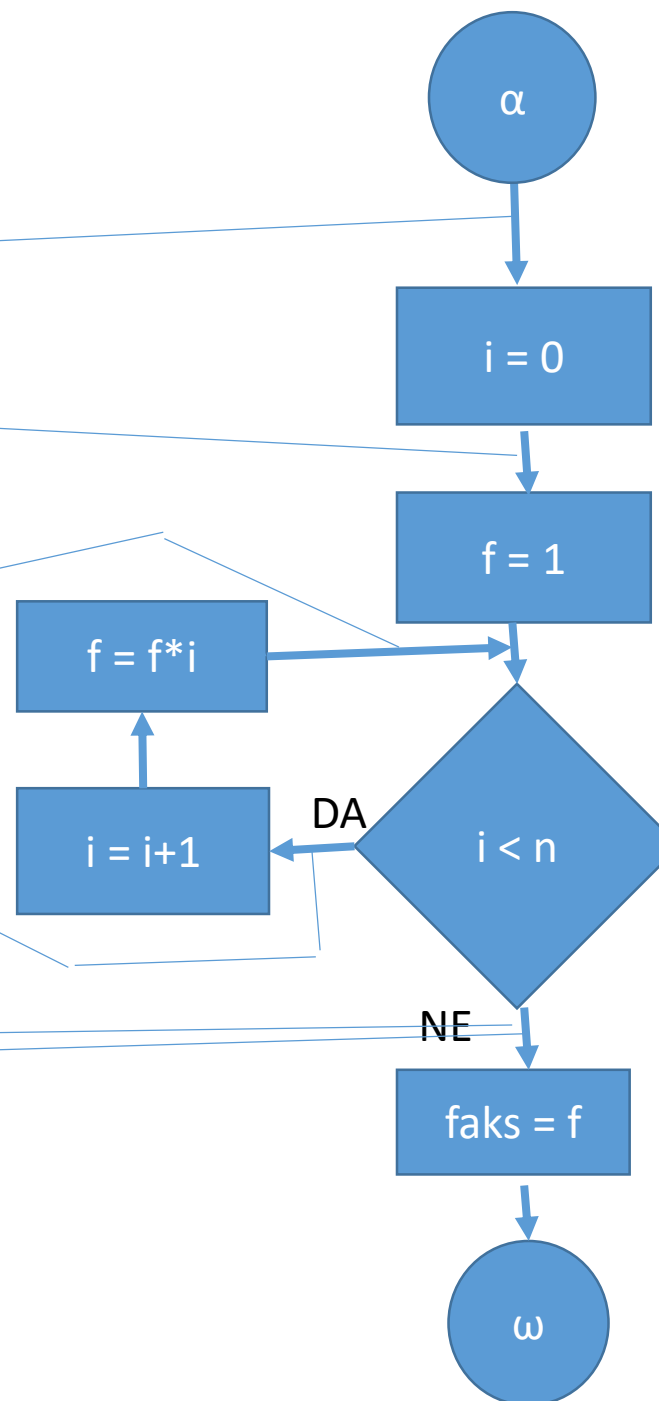 α
i = 0
f = 1
f = f*i
DA
i = i+1
i < n
NE
faks = f
ω